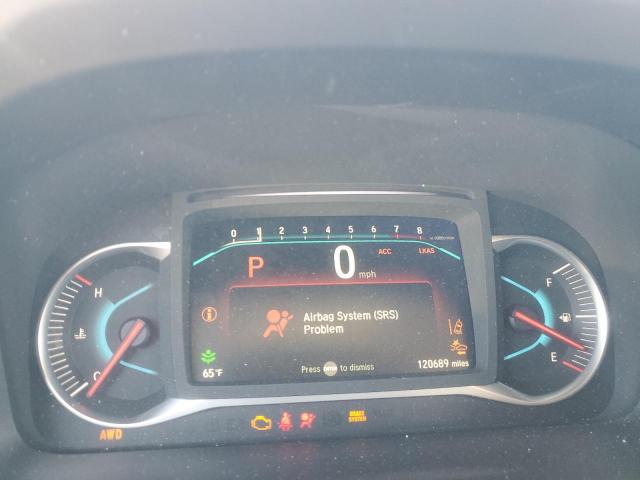 0 1 2 3 4 5 6 7 8
P 0 mph ACC LKAS
H F
Airbag System (SRS)
Problem
C E
65°F Press ENTER to dismiss 120689 miles
AWD BRAKE
SYSTEM